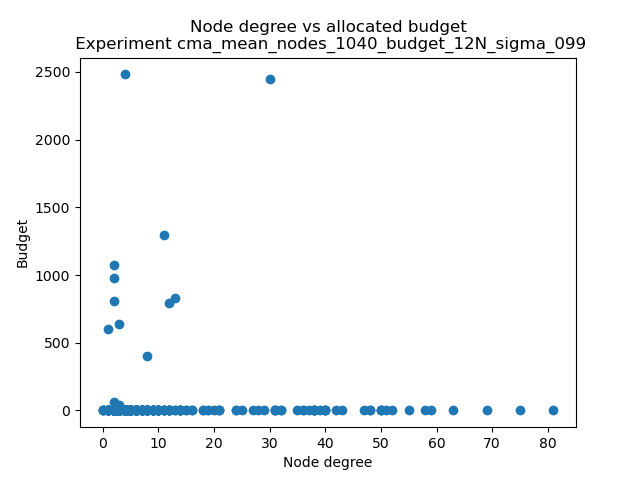 Node degree vs allocated budget
Experiment cma_mean_nodes_1040_budget_12N_sigma_099
2500
2000
1500
1000
500
0
Budget
0 10 20 30 40 50 60 70 80
Node degree